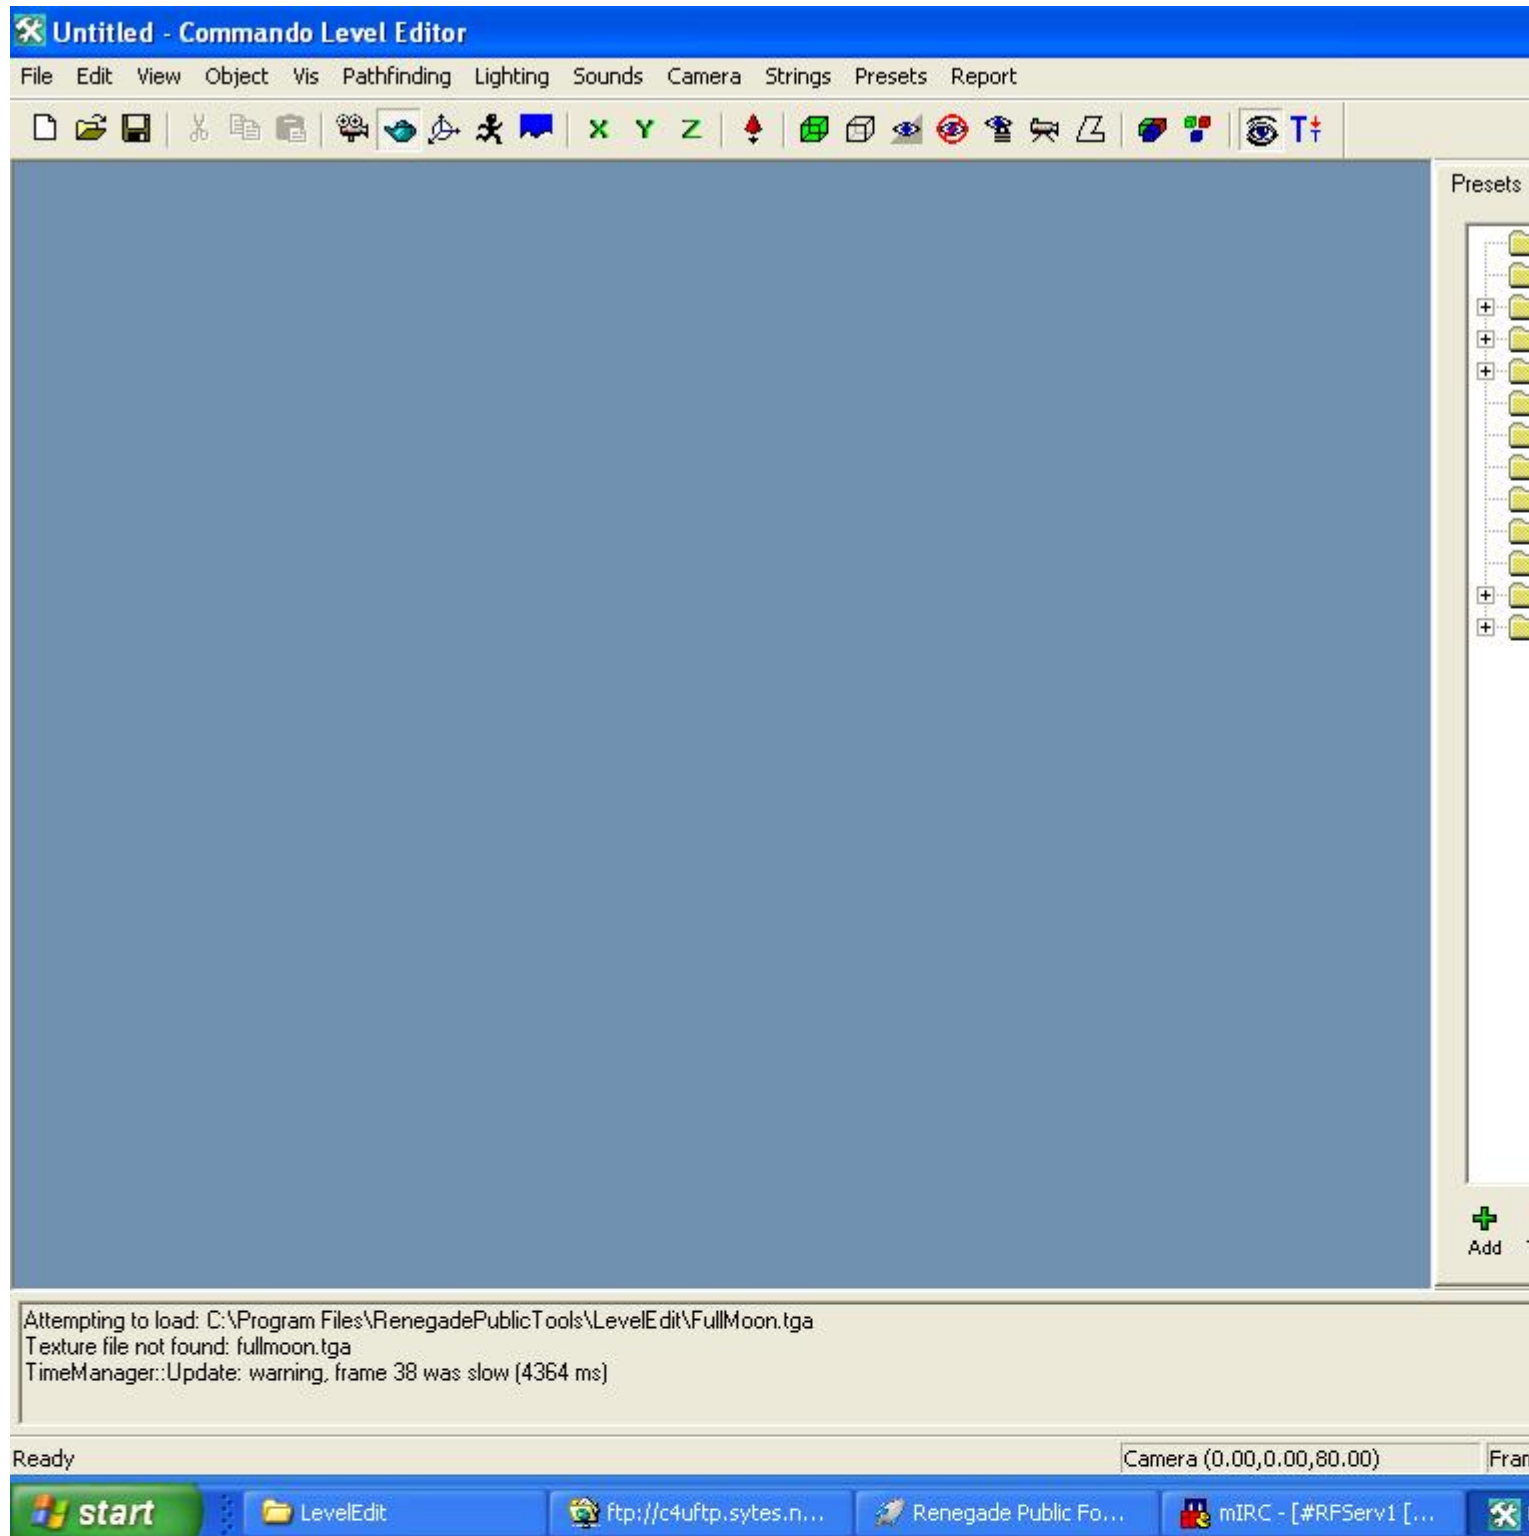 Untitled - Commando Level Editor
File Edit View Object Vis Pathfinding Lighting Sounds Camera Strings Presets Report
X Y Z T
Presets
Add
Attempting to load: C:\Program Files\RenegadePublicTools\LevelEdit\FullMoon.tga
Texture file not found: fullmoon.tga
TimeManager::Update: warning, frame 38 was slow (4364 ms)
Ready Camera (0.00,0.00,80.00) Fran
start LevelEdit ftp://c4uftp.sytes.n... Renegade Public Fo... mIRC - [#RFServ1 [...